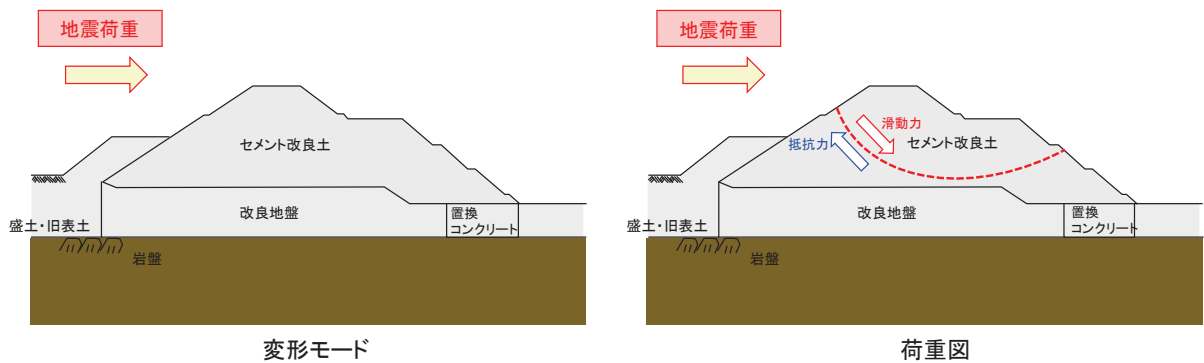 地震荷重
セメント改良土
改良地盤
置換
コンクリート
盛土・旧表土
岩盤
変形モード
地震荷重
滑動力
抵抗力
セメント改良土
改良地盤
置換
コンクリート
盛土・旧表土
岩盤
荷重図